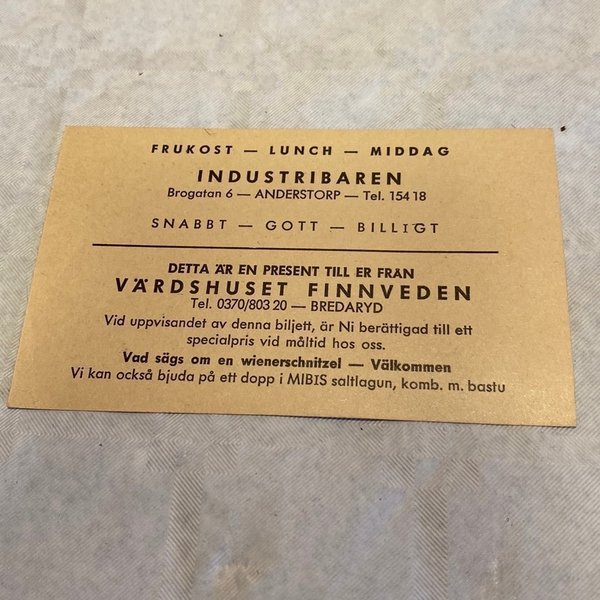 FRUKOST — LUNCH — MIDDAG
INDUSTRIBAREN
Brogatan 6 — ANDERSTORP — Tel. 154 18
SNABBT — GOTT — BILLIGT
DETTA ÄR EN PRESENT TILL ER FRÅN
VÄRDSHUSET FINNVEDEN
Tel. 0370/803 20 — BREDARYD
Vid uppvisandet av denna biljett, är Ni berättigad till ett
specialpris vid måltid hos oss.
Vad sägs om en wienerschnitzel — Välkommen
Vi kan också bjuda på ett dopp i MIBIS saltlagun, komb. m. bastu